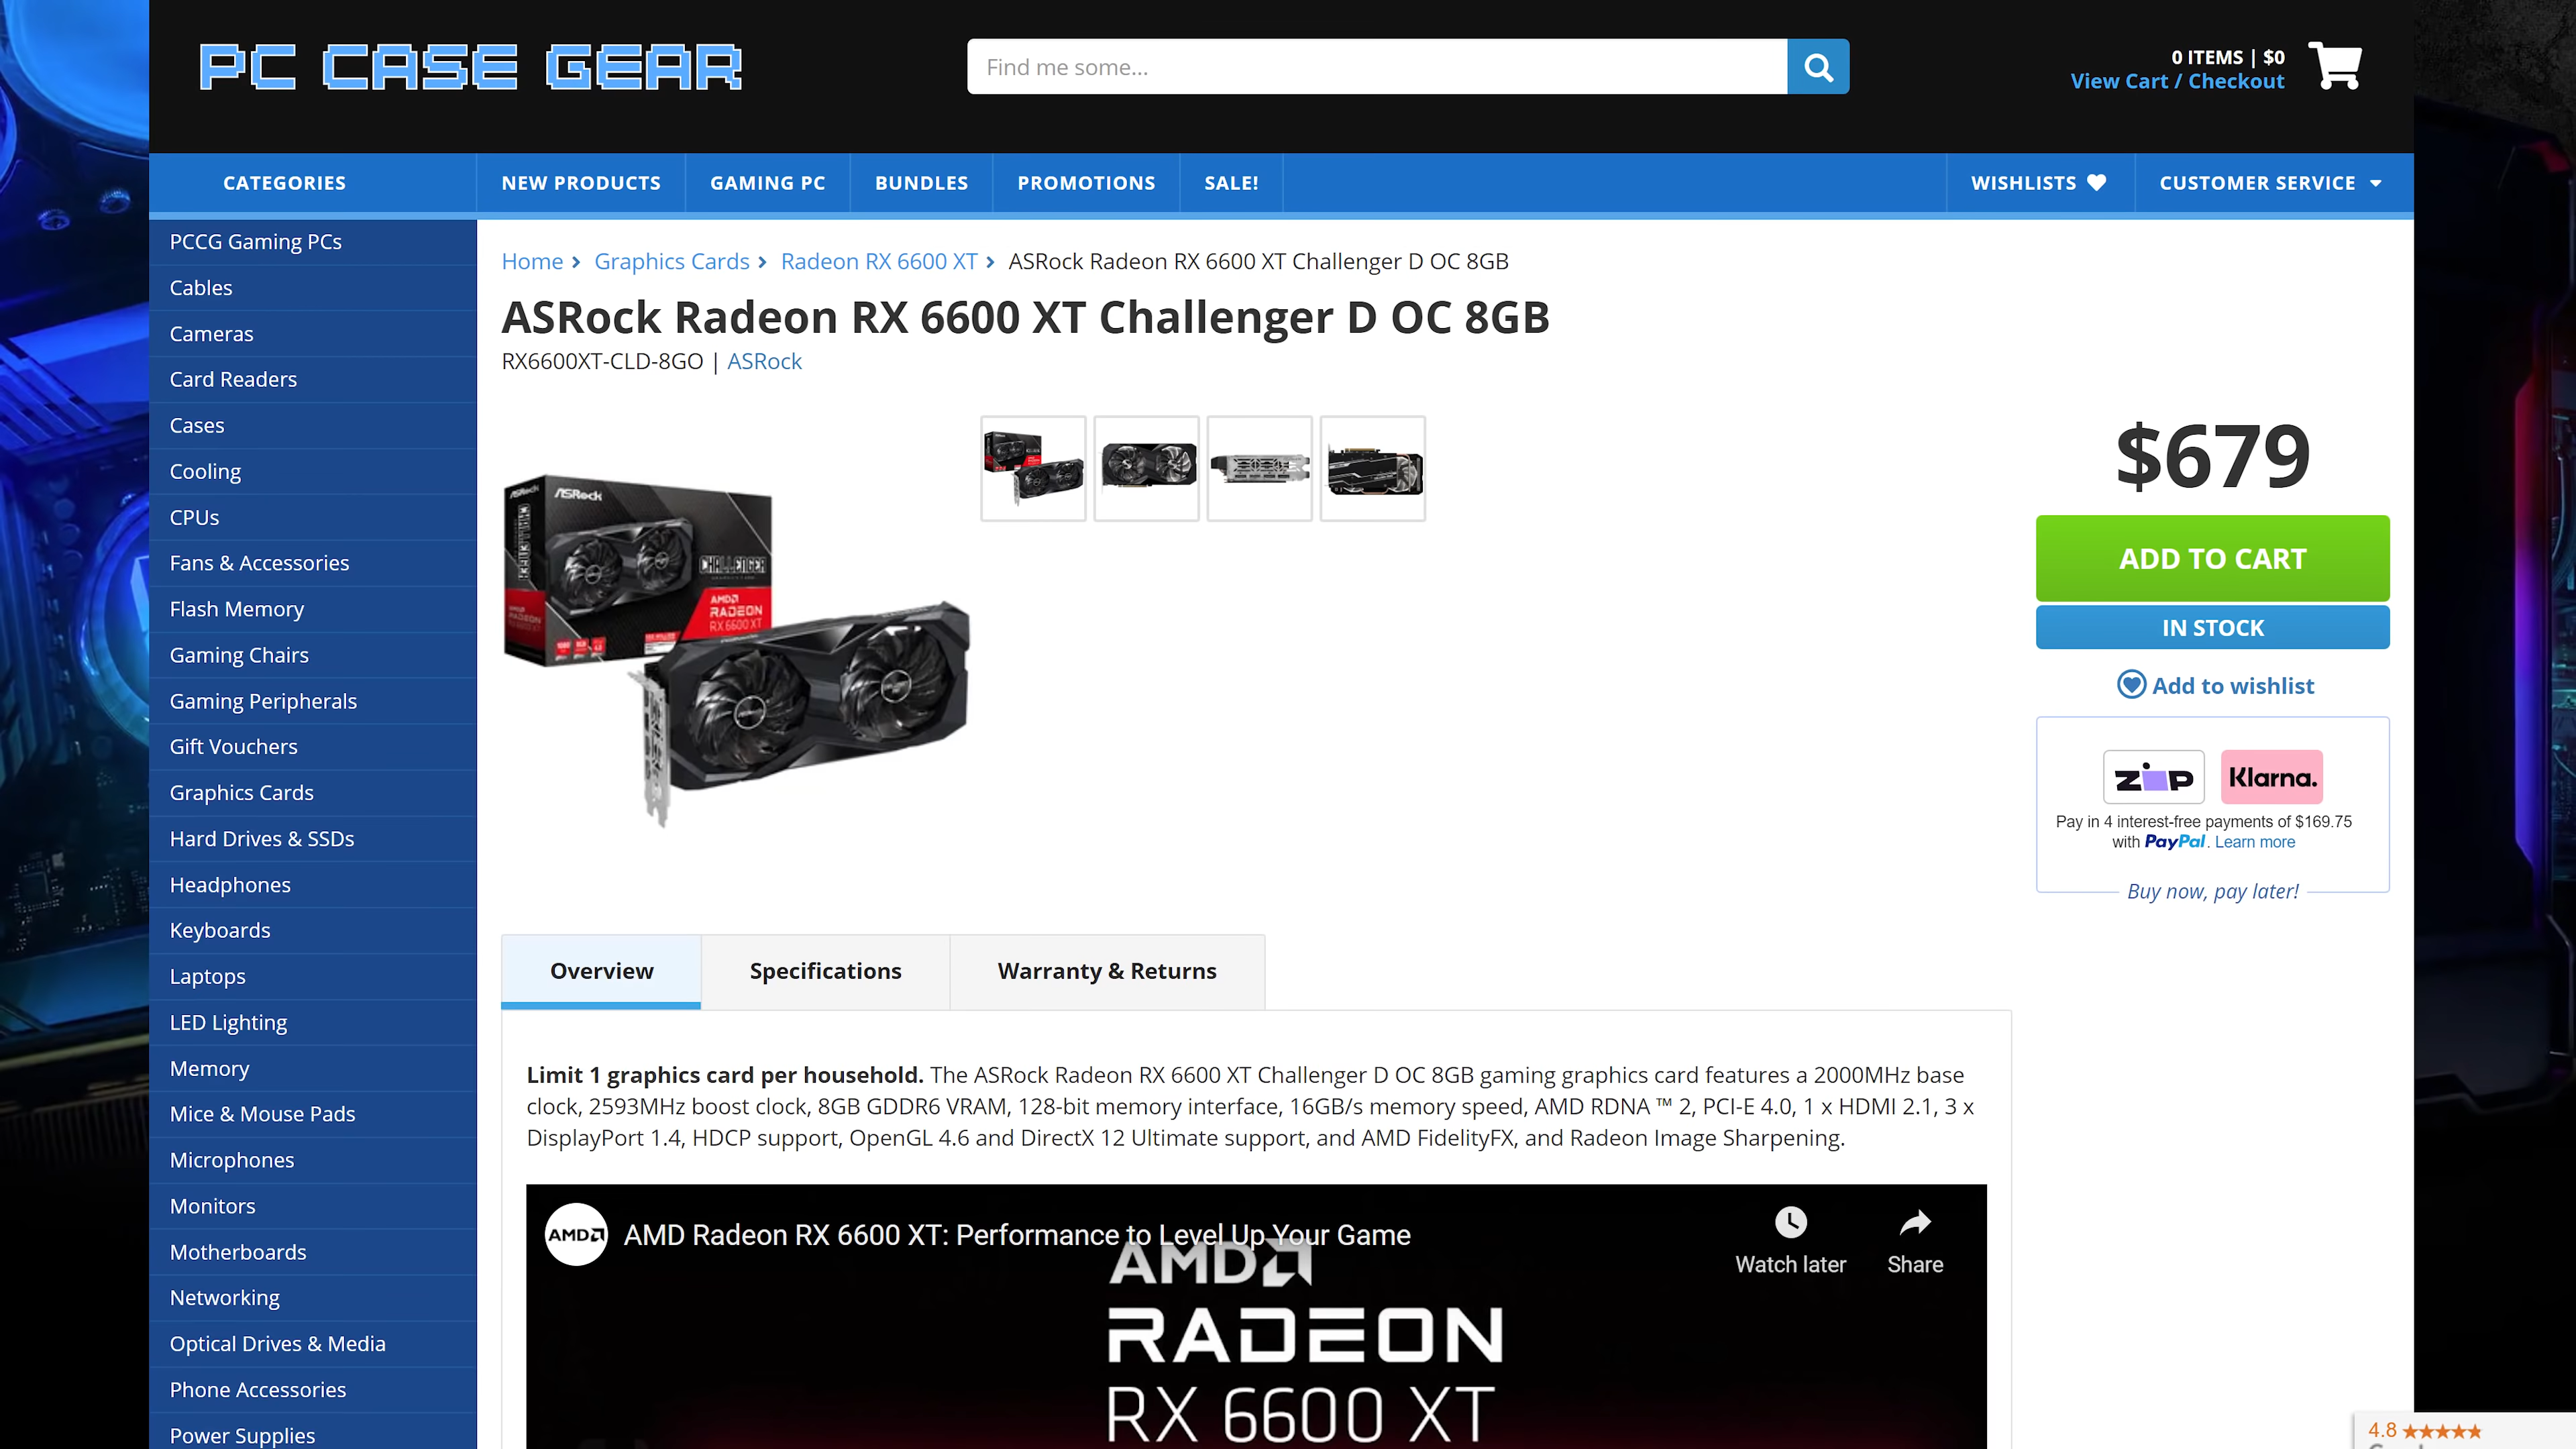 PC CASE GEAR
Find me some...
0 ITEMS | $0
View Cart / Checkout
CATEGORIES
NEW PRODUCTS
GAMING PC
BUNDLES
PROMOTIONS
SALE!
WISHLISTS
CUSTOMER SERVICE
PCCG Gaming PCs
Cables
Cameras
Card Readers
Cases
Cooling
CPUs
Fans & Accessories
Flash Memory
Gaming Chairs
Gaming Peripherals
Gift Vouchers
Graphics Cards
Hard Drives & SSDs
Headphones
Keyboards
Laptops
LED Lighting
Memory
Mice & Mouse Pads
Microphones
Monitors
Motherboards
Networking
Optical Drives & Media
Phone Accessories
Power Supplies
Home > Graphics Cards > Radeon RX 6600 XT > ASRock Radeon RX 6600 XT Challenger D OC 8GB
ASRock Radeon RX 6600 XT Challenger D OC 8GB
RX6600XT-CLD-8GO | ASRock
ASRock
ASRock
CHALLENGER
CHALLENGER
AMD
RADEON
RX 6600 XT
$679
ADD TO CART
IN STOCK
Add to wishlist
zip
Klarna.
Pay in 4 interest-free payments of $169.75
with PayPal. Learn more
Buy now, pay later!
Overview
Specifications
Warranty & Returns
Limit 1 graphics card per household. The ASRock Radeon RX 6600 XT Challenger D OC 8GB gaming graphics card features a 2000MHz base
clock, 2593MHz boost clock, 8GB GDDR6 VRAM, 128-bit memory interface, 16GB/s memory speed, AMD RDNA ™ 2, PCI-E 4.0, 1 x HDMI 2.1, 3 x
DisplayPort 1.4, HDCP support, OpenGL 4.6 and DirectX 12 Ultimate support, and AMD FidelityFX, and Radeon Image Sharpening.
AMD
AMD Radeon RX 6600 XT: Performance to Level Up Your Game
Watch later
Share
AMD
RADEON
RX 6600 XT
4.8